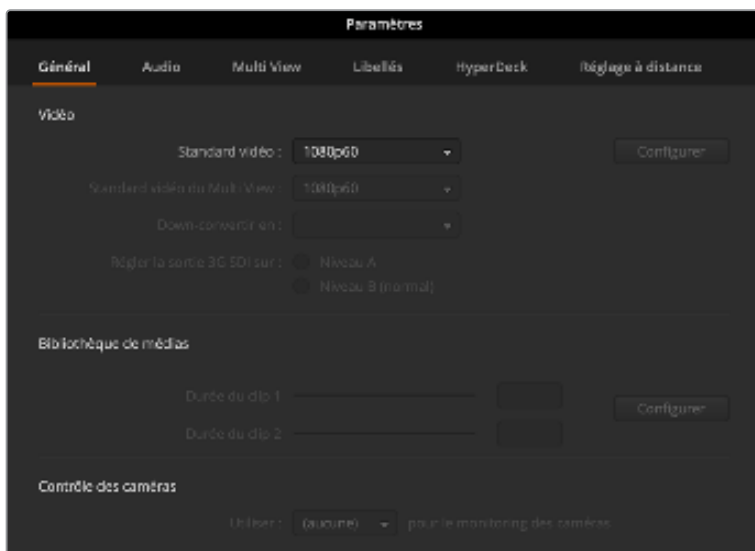 Paramètres
Général Audio Multi View Libellés HyperDeck Réglage à distance
Vidéo
Standard vidéo : 1080p60 Configurer
Standard vidéo du Multi View : 1080p60
Down-convertir en :
Régler la sortie 3G SDI sur : Niveau A
Niveau B (normal)
Bibliothèque de médias
Durée du clip 1
Configurer
Durée du clip 2
Contrôle des caméras
Utiliser : (aucune) pour le monitoring des caméras